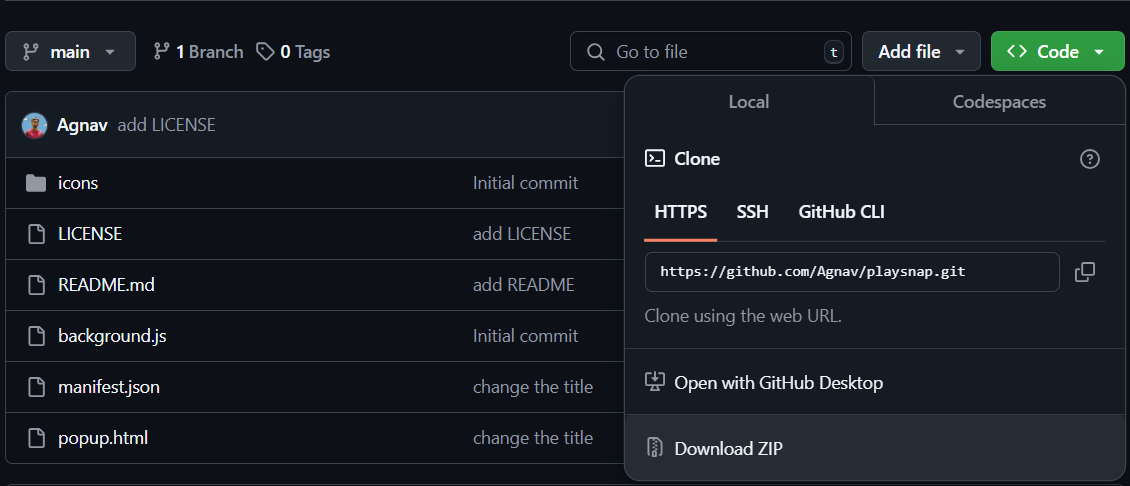 main 1 Branch 0 Tags Go to file t Add file Code
Local Codespaces
Agnav add LICENSE
Clone
icons Initial commit
HTTPS SSH GitHub CLI
LICENSE add LICENSE
https://github.com/Agnav/playsnap.git
README.md add README
Clone using the web URL.
background.js Initial commit
manifest.json change the title
Open with GitHub Desktop
popup.html change the title
Download ZIP